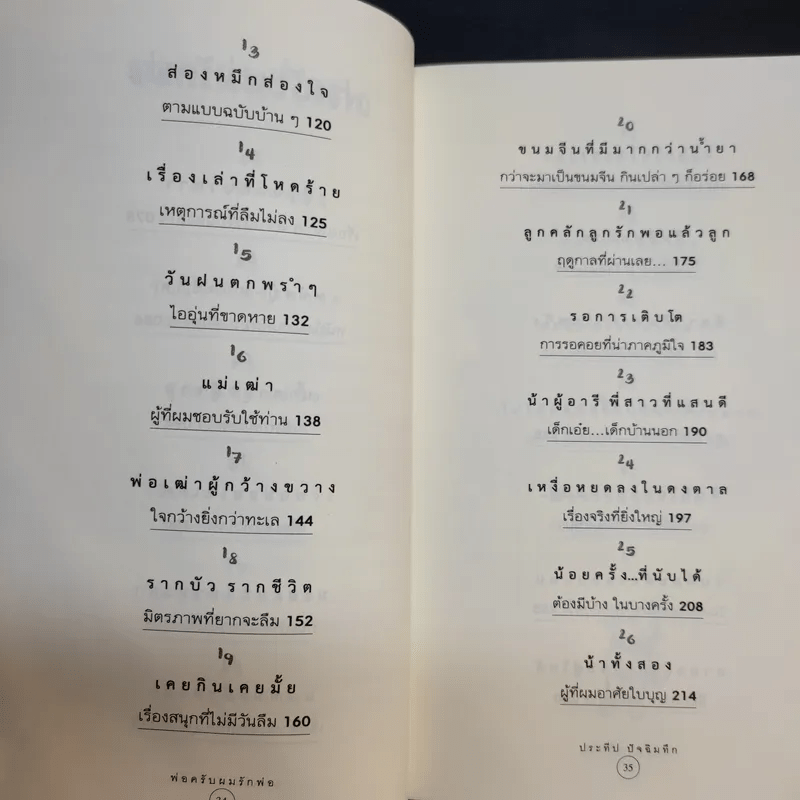 13
ส่องหมึกส่องใจ
ตามแบบฉบับบ้าน ๆ 120
14
เรื่องเล่าที่โหดร้าย
เหตุการณ์ที่ลืมไม่ลง 125
15
วันฝนตกพรำๆ
ไออุ่นที่ขาดหาย 132
16
แม่เฒ่า
ผู้ที่ผมชอบรับใช้ท่าน 138
17
พ่อเฒ่าผู้กว้างขวาง
ใจกว้างยิ่งกว่าทะเล 144
18
รากบัว รากชีวิต
มิตรภาพที่ยากจะลืม 152
19
เคยกินเคยมั้ย
เรื่องสนุกที่ไม่มีวันลืม 160
พ่อครับผมรักพ่อ
34
20
ขนมจีนที่มีมากกว่าน้ำยา
กว่าจะมาเป็นขนมจีน กินเปล่า ๆ ก็อร่อย 168
21
ลูกคลักลูกรักพอแล้วลูก
ฤดูกาลที่ผ่านเลย... 175
22
รอการเติบโต
การรอคอยที่น่าภาคภูมิใจ 183
23
น้าผู้อารี พี่สาวที่แสนดี
เด็กเอ๋ย...เด็กบ้านนอก 190
24
เหงื่อหยดลงในดงตาล
เรื่องจริงที่ยิ่งใหญ่ 197
25
น้อยครั้ง...ที่นับได้
ต้องมีบ้าง ในบางครั้ง 208
26
น้าทั้งสอง
ผู้ที่ผมอาศัยใบบุญ 214
ประทีป ปัจฉิมทึก
35